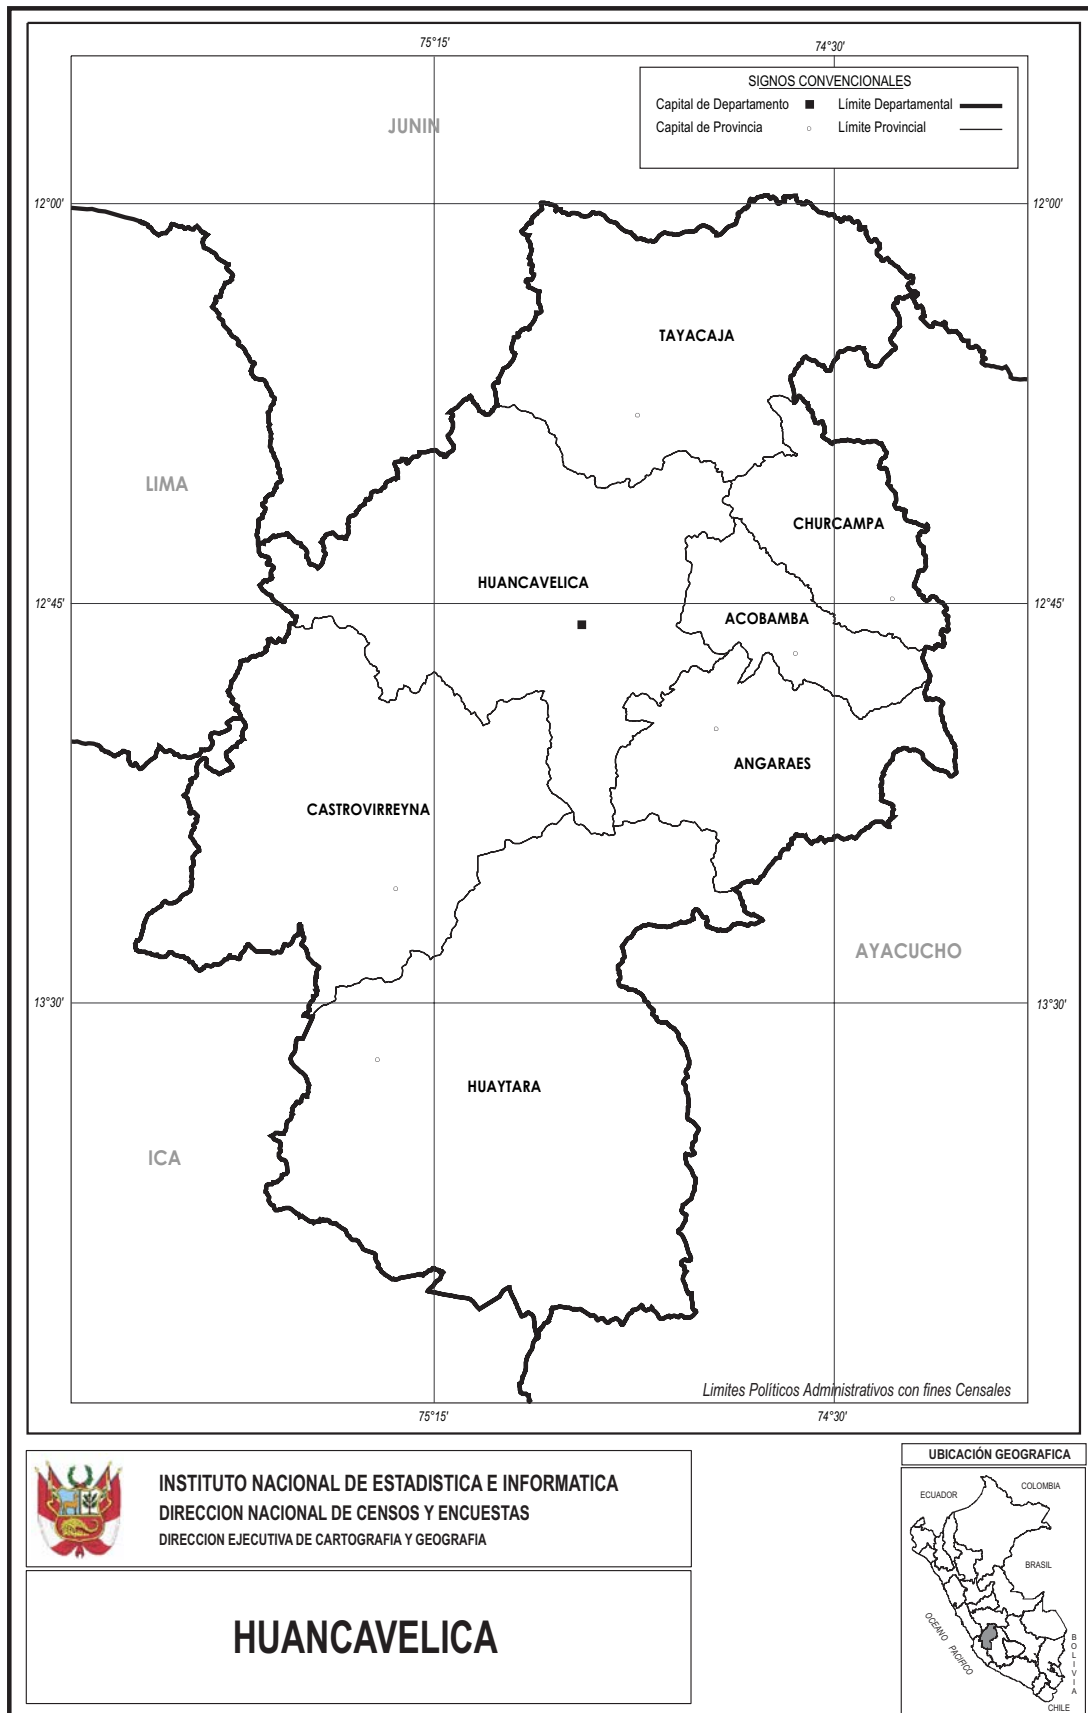 75°15'
74°30'
SIGNOS CONVENCIONALES
Capital de Departamento
Límite Departamental
Capital de Provincia
Límite Provincial
JUNIN
12°00'
12°00'
TAYACAJA
LIMA
CHURCAMPA
HUANCAVELICA
12°45'
12°45'
ACOBAMBA
ANGARAES
CASTROVIRREYNA
AYACUCHO
13°30'
13°30'
HUAYTARA
ICA
Limites Políticos Administrativos con fines Censales
75°15'
74°30'
INSTITUTO NACIONAL DE ESTADISTICA E INFORMATICA
DIRECCION NACIONAL DE CENSOS Y ENCUESTAS
DIRECCION EJECUTIVA DE CARTOGRAFIA Y GEOGRAFIA
HUANCAVELICA
UBICACIÓN GEOGRAFICA
COLOMBIA
ECUADOR
BRASIL
OCEANO PACIFICO
BOLIVIA
CHILE